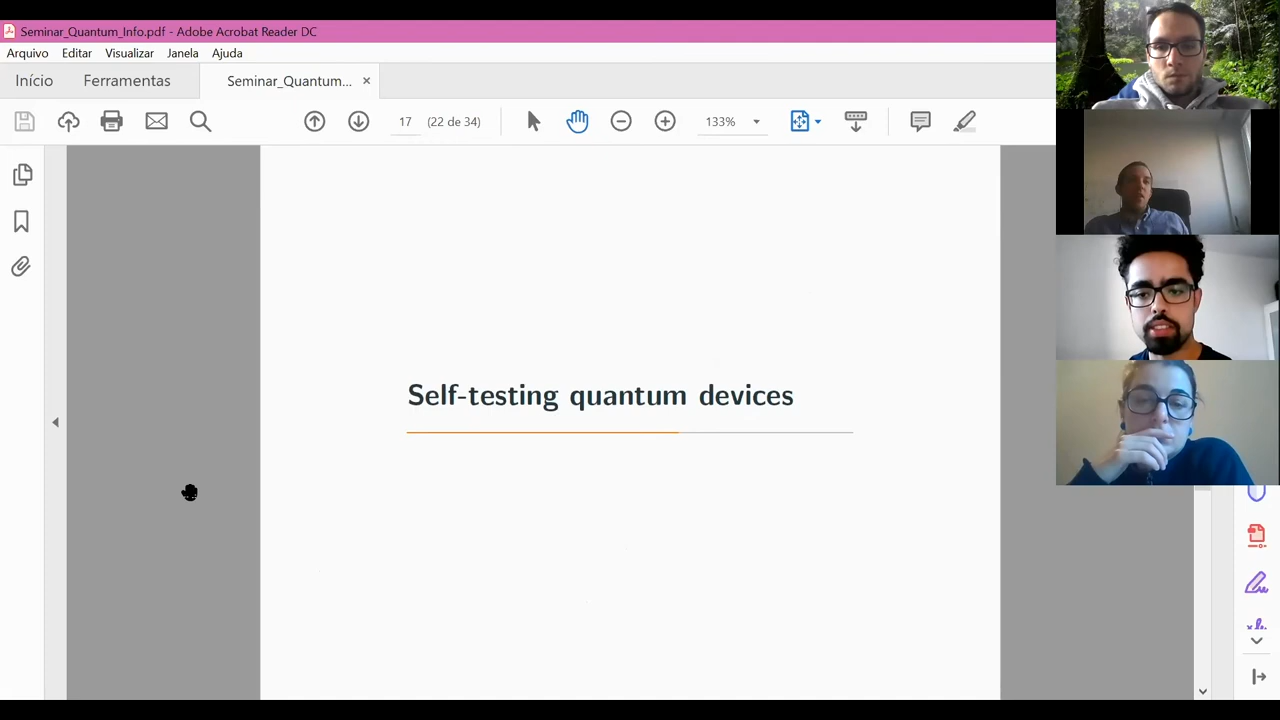 Seminar_Quantum_Info.pdf - Adobe Acrobat Reader DC
Arquivo Editar Visualizar Janela Ajuda
Início Ferramentas Seminar_Quantum... ×
17 (22 de 34) 133%
Self-testing quantum devices